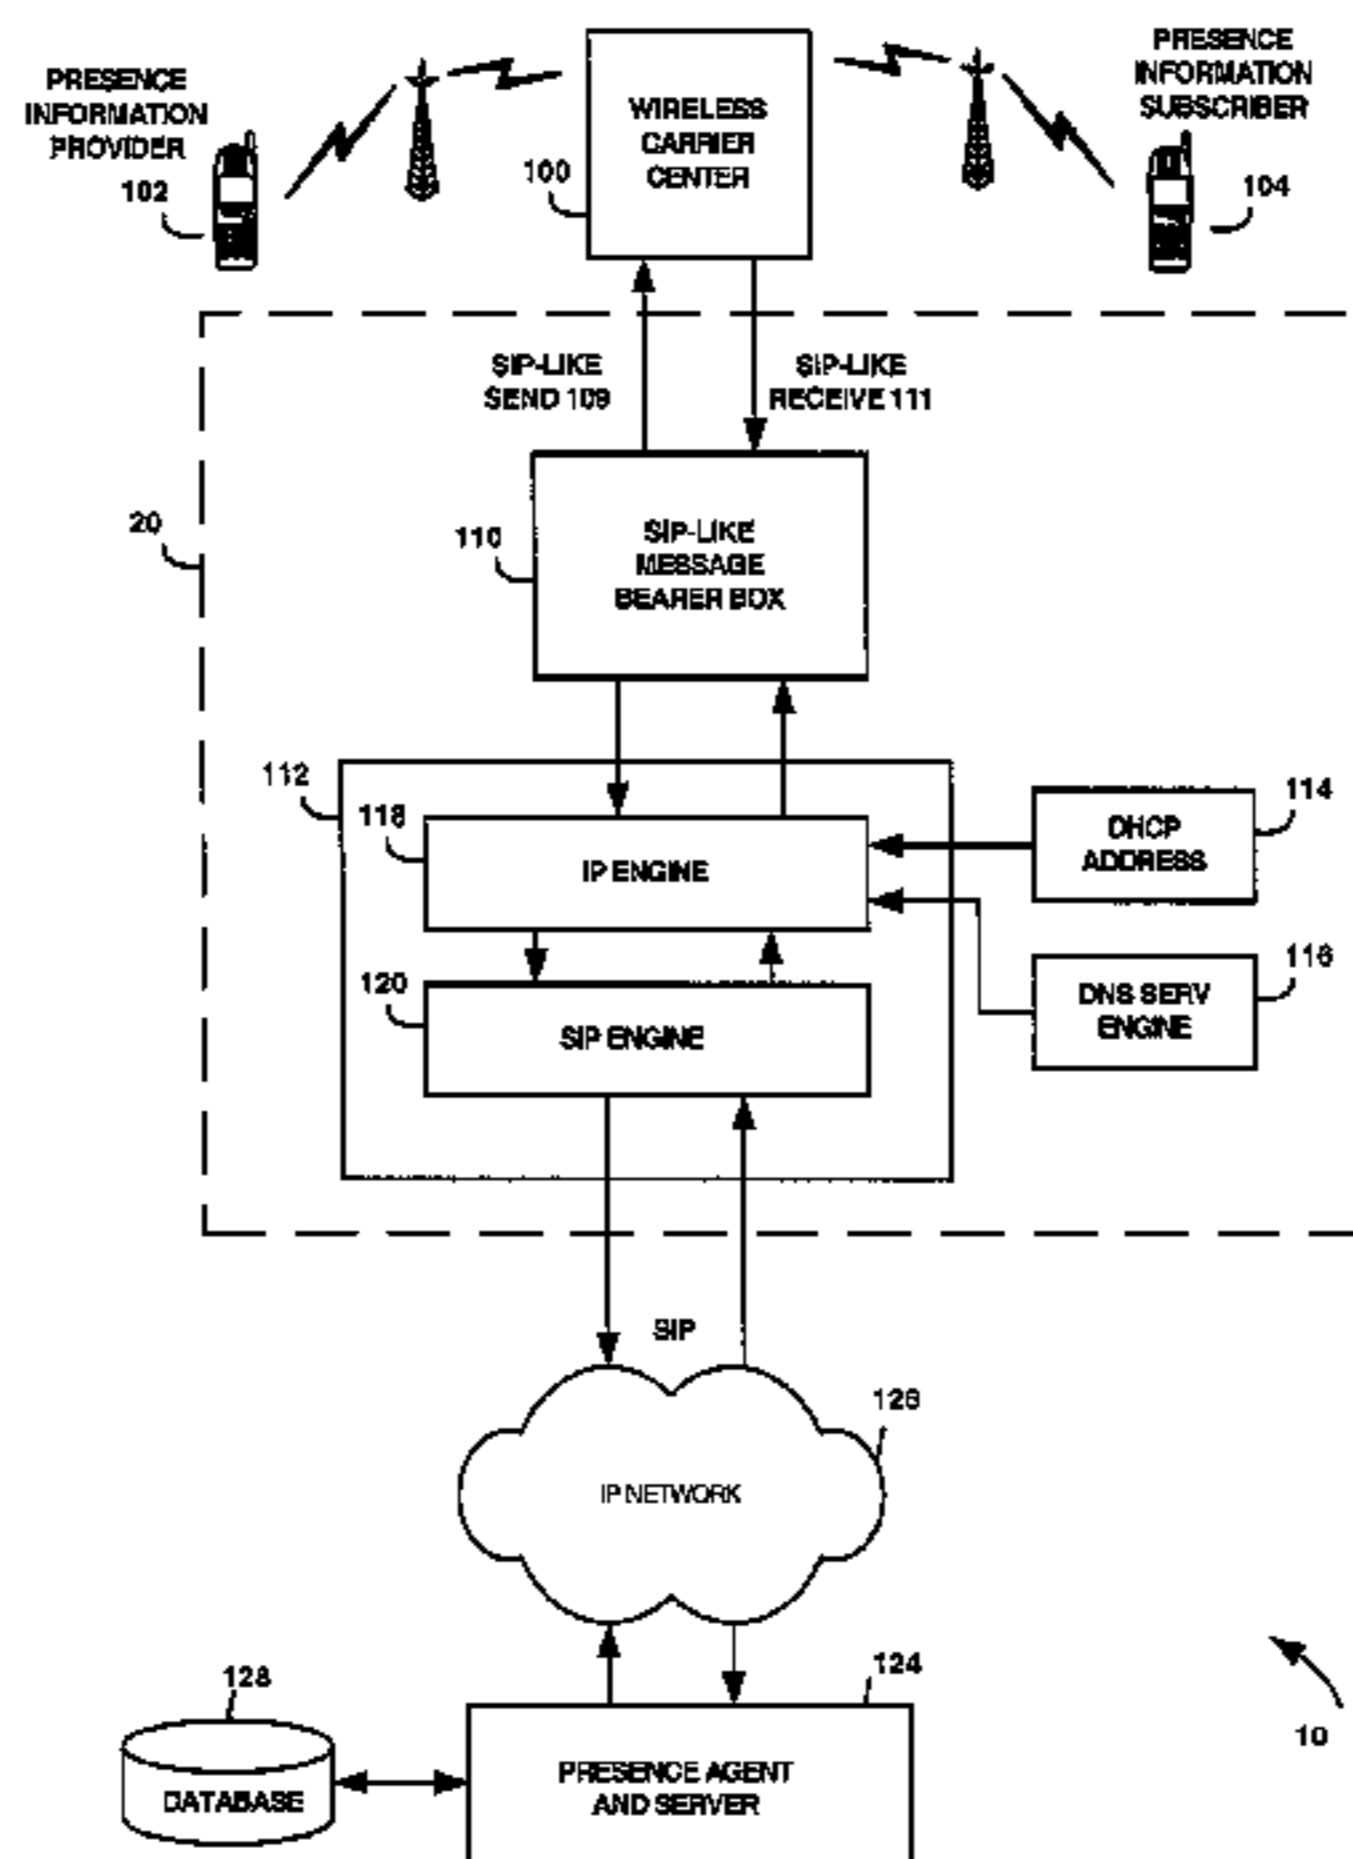 PRESENCE
INFORMATION
PROVIDER
102
WIRELESS
CARRIER
CENTER
100
PRESENCE
INFORMATION
SUBSCRIBER
104
SIP-LIKE
SEND 109
SIP-LIKE
RECEIVE 111
20
110
SIP-LIKE
MESSAGE
BEARER BOX
112
118
IP ENGINE
114
DHCP
ADDRESS
120
SIP ENGINE
116
DNS SERV
ENGINE
SIP
126
IP NETWORK
128
DATABASE
124
PRESENCE AGENT
AND SERVER
10